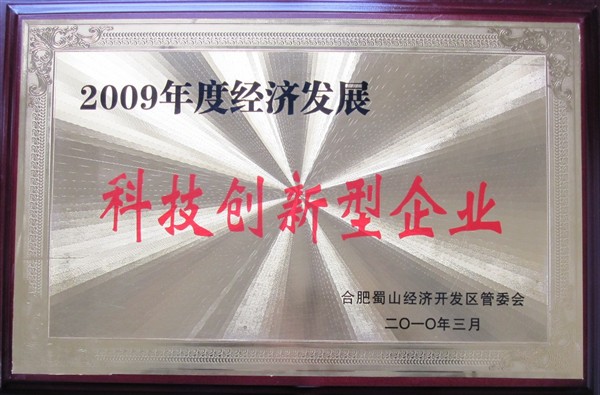 2009年度经济发展
科技创新型企业
合肥蜀山经济开发区管委会
二〇一〇年三月